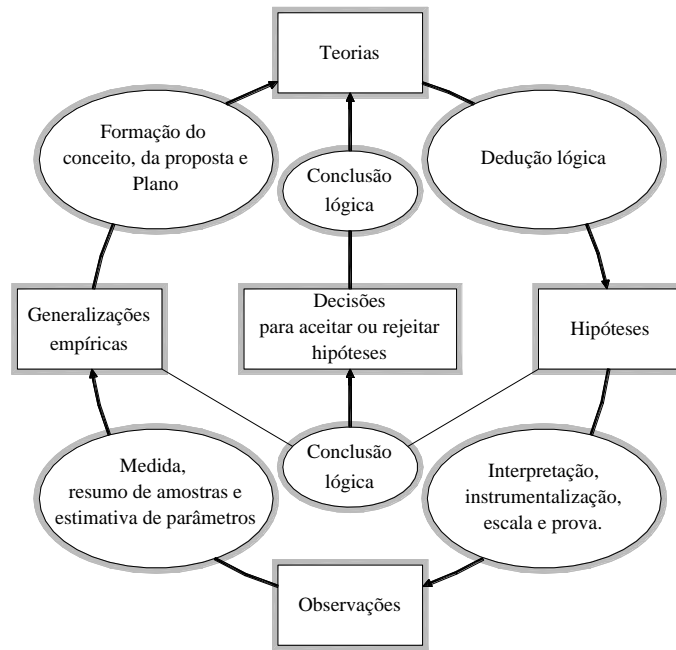 Teorias
Formação do
conceito, da proposta e
Plano
Conclusão
lógica
Dedução lógica
Generalizações
empíricas
Decisões
para aceitar ou rejeitar
hipóteses
Hipóteses
Medida,
resumo de amostras e
estimativa de parâmetros
Conclusão
lógica
Interpretação,
instrumentalização,
escala e prova.
Observações